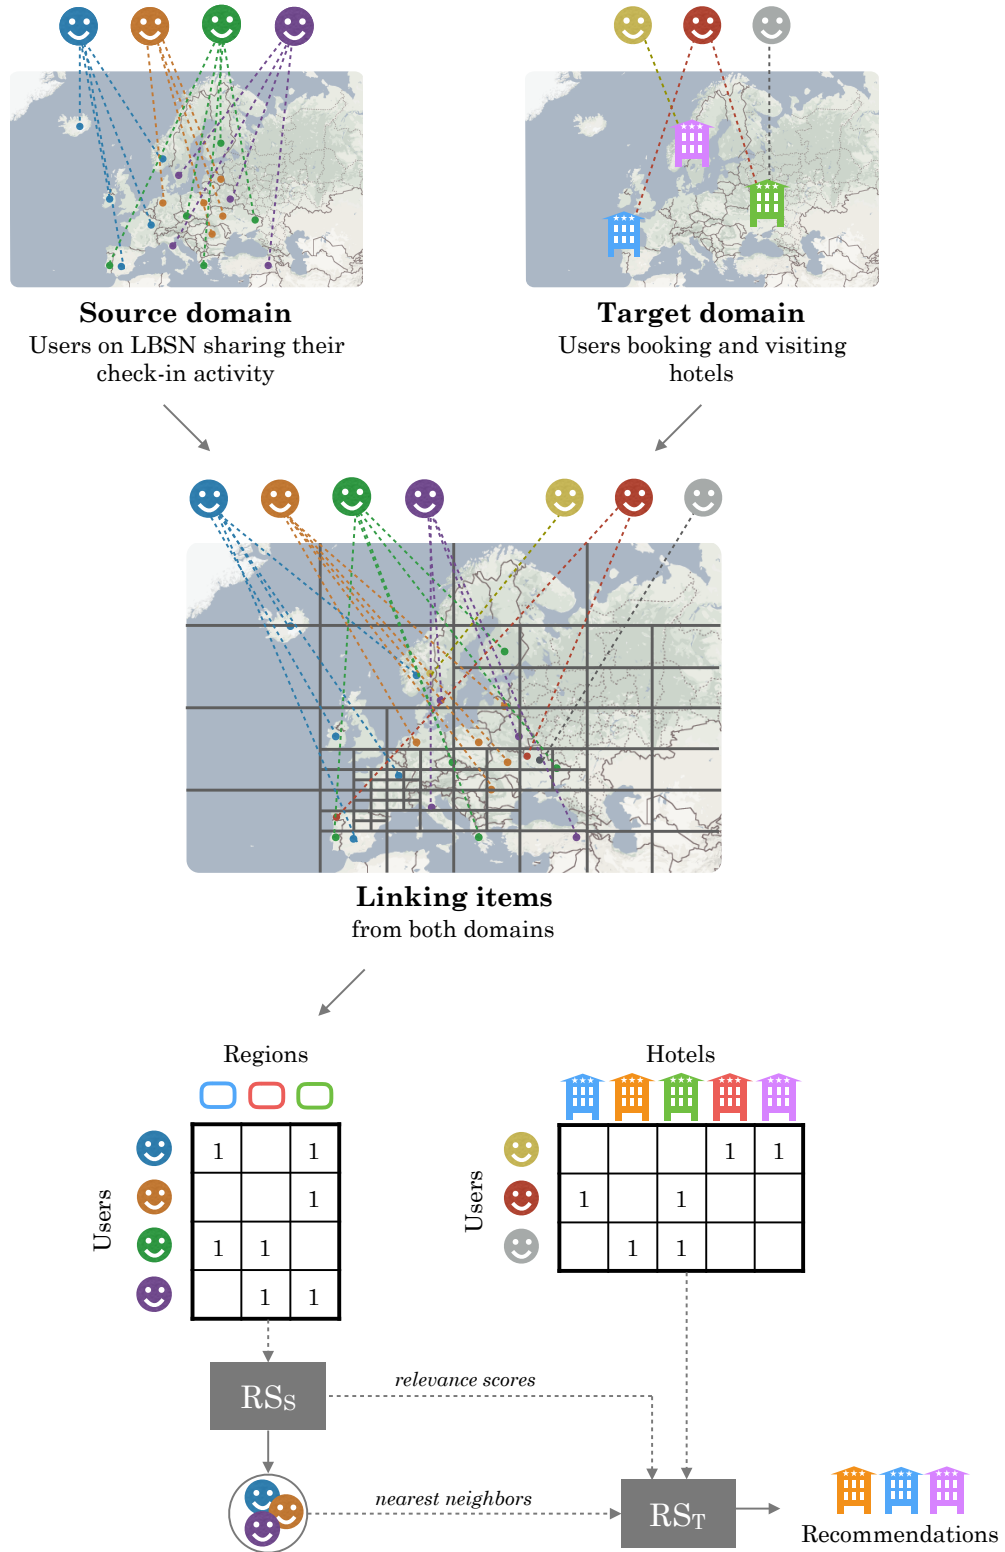 Source domain
Users on LBSN sharing their
check-in activity
Target domain
Users booking and visiting
hotels
Linking items
from both domains
Regions
Users
1 1
1
1 1
1 1
Hotels
Users
1 1
1 1
1 1
RSS
relevance scores
nearest neighbors
RST
Recommendations